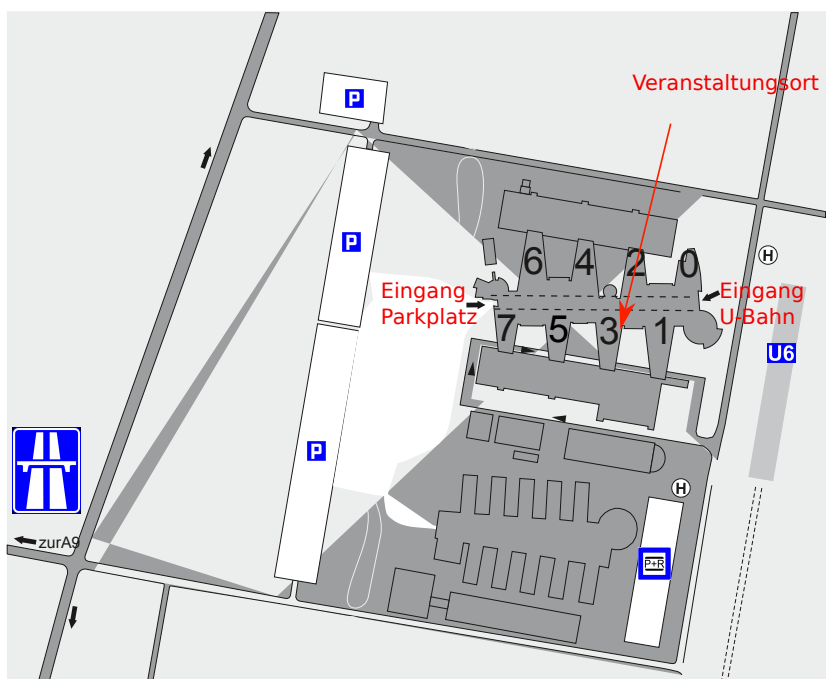 Veranstaltungsort
P
P
H
6 4 2 0
Eingang
Parkplatz
Eingang
U-Bahn
7 5 3 1
U6
P
H
zurA9
P+R